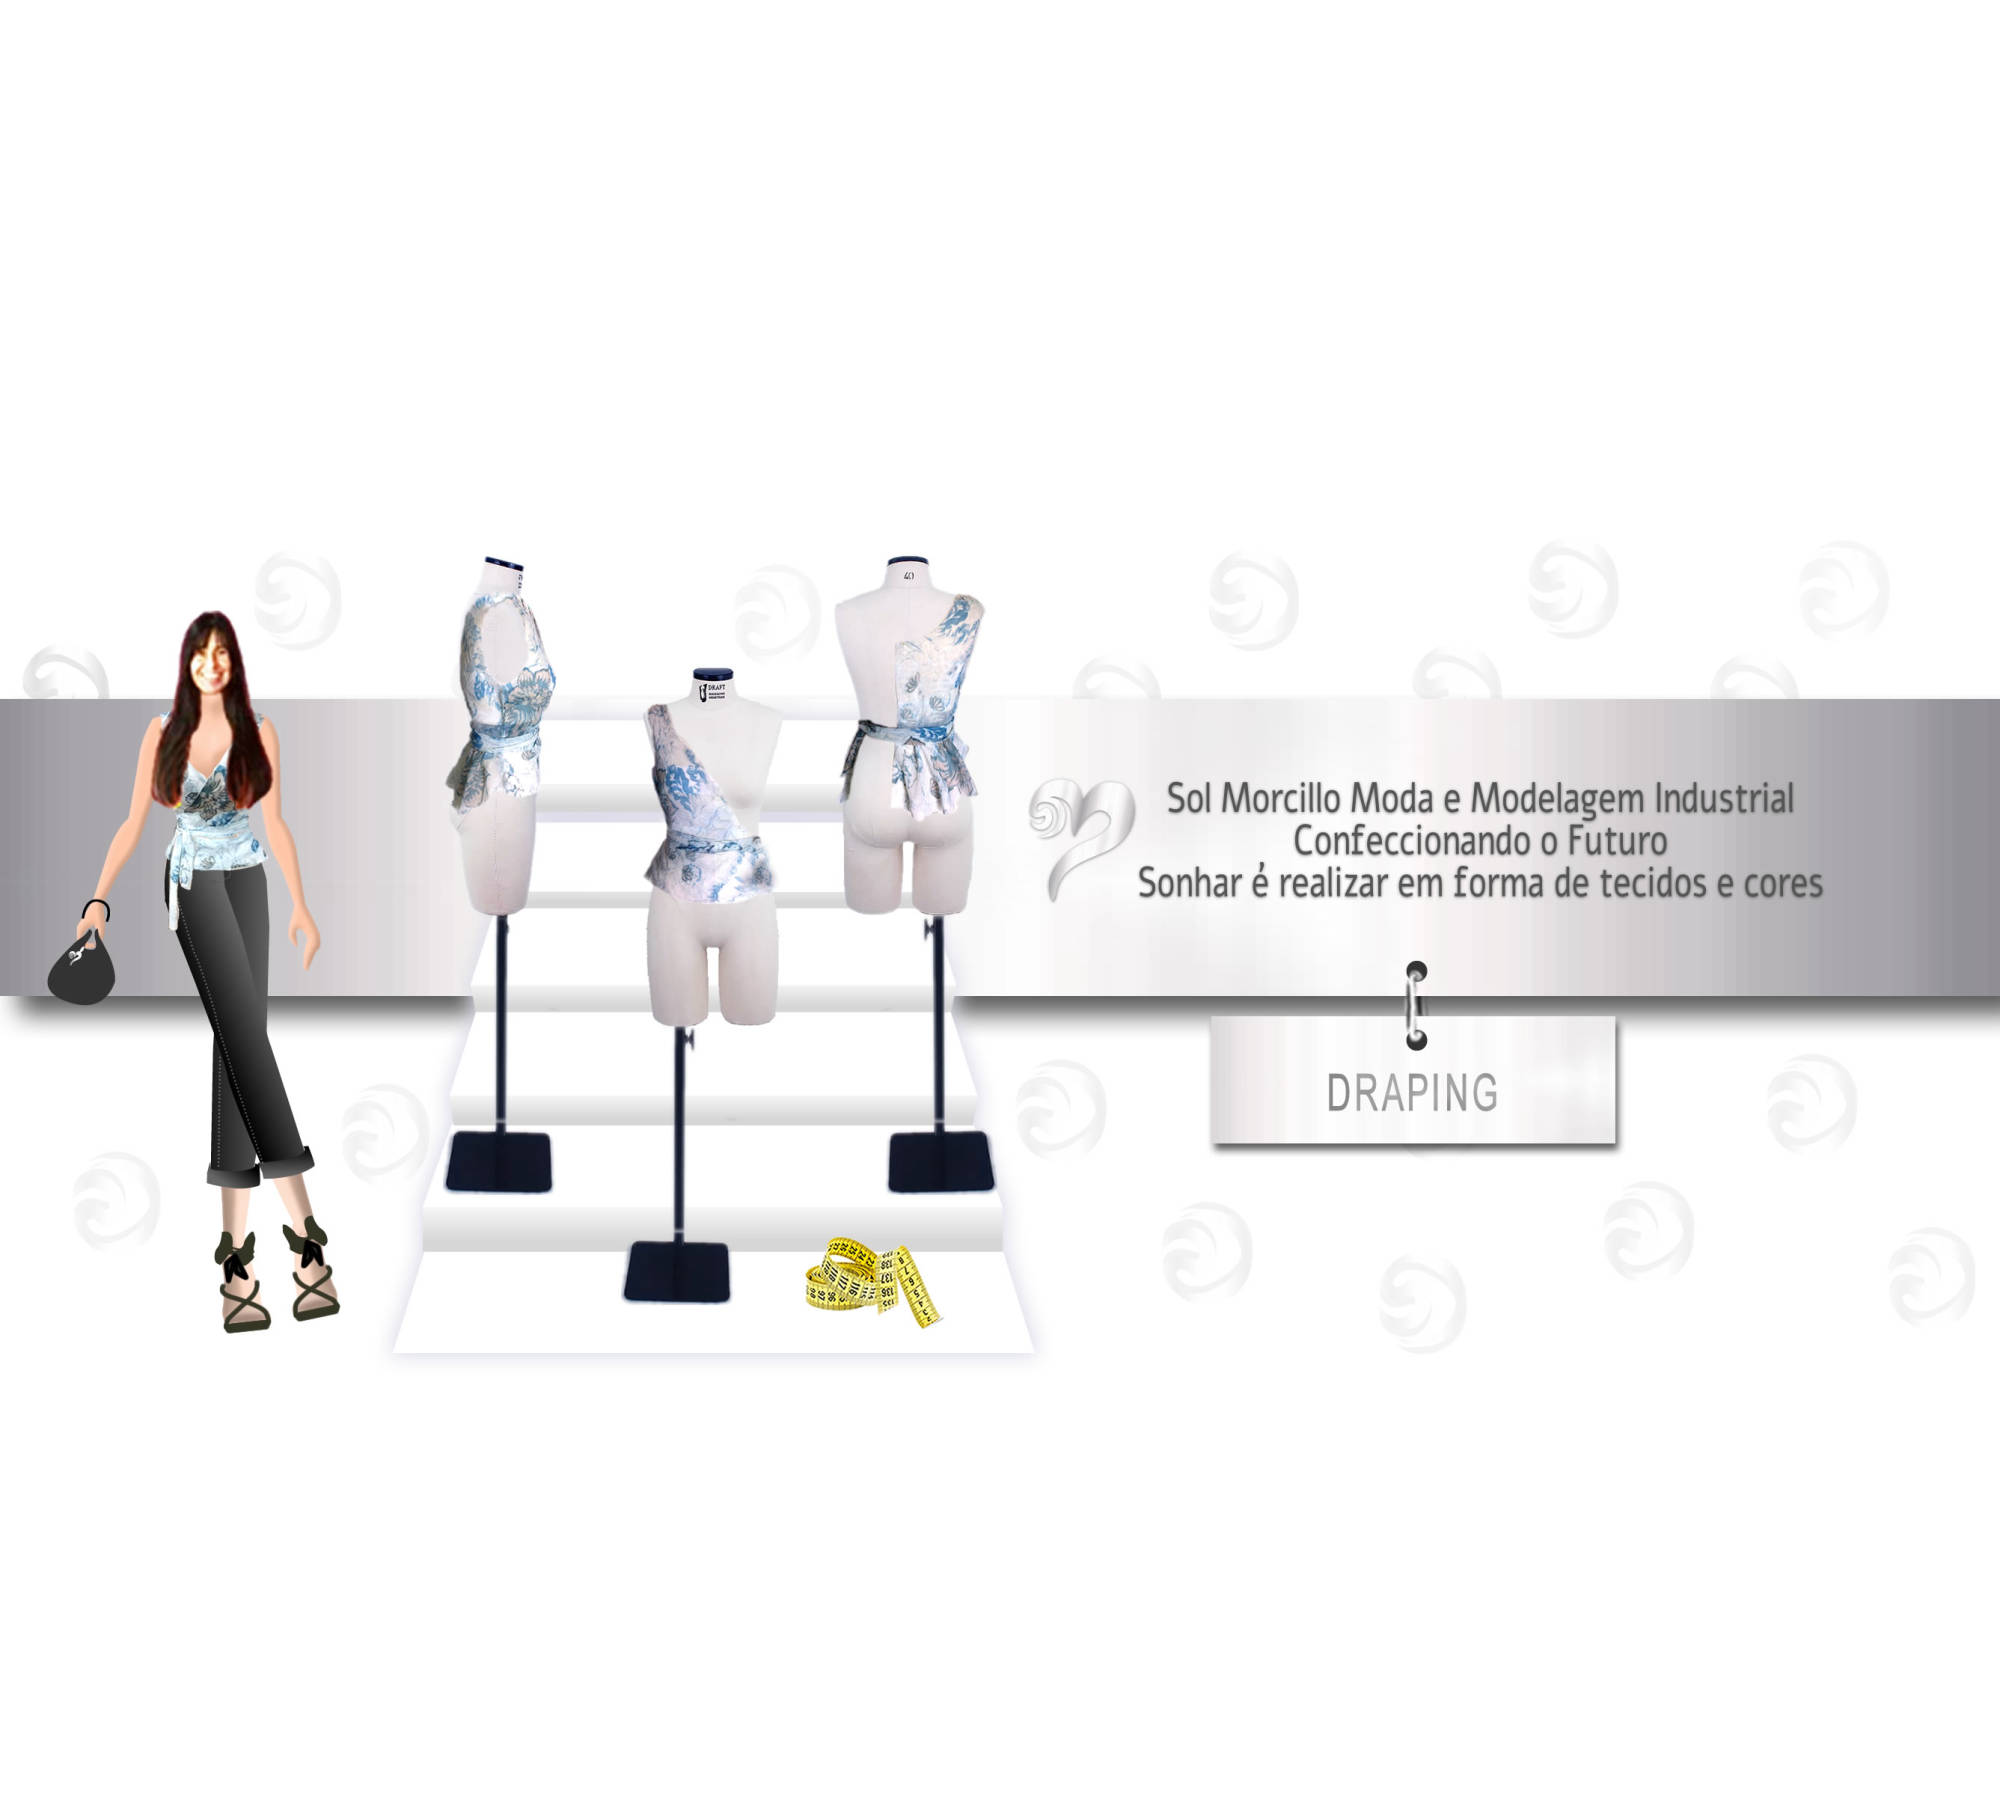 Sol Morcillo Moda e Modelagem Industrial
Confeccionando o Futuro
Sonhar é realizar em forma de tecidos e cores
DRAPING
DRAFT
40